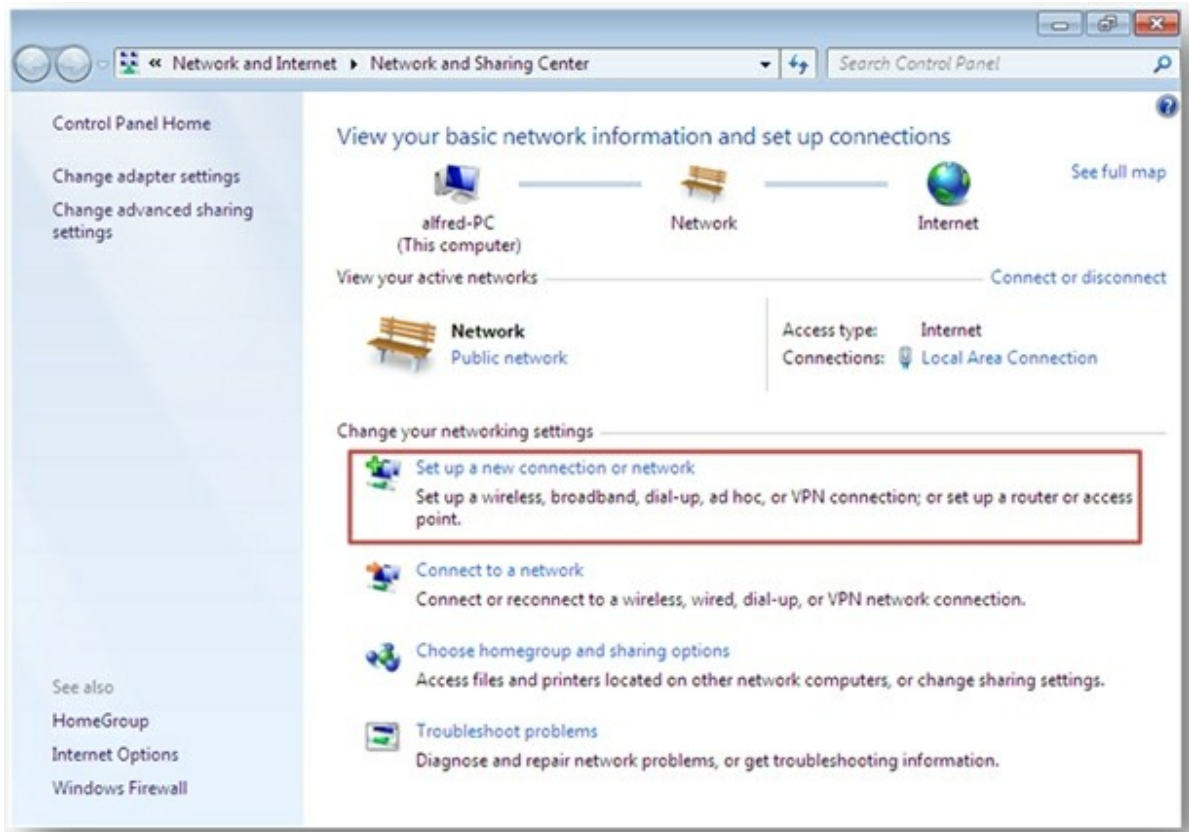 « Network and Internet ▸ Network and Sharing Center
Search Control Panel
Control Panel Home
Change adapter settings
Change advanced sharing
settings
See also
HomeGroup
Internet Options
Windows Firewall
View your basic network information and set up connections
See full map
alfred-PC
(This computer)
Network
Internet
View your active networks
Connect or disconnect
Network
Public network
Access type: Internet
Connections: Local Area Connection
Change your networking settings
Set up a new connection or network
Set up a wireless, broadband, dial-up, ad hoc, or VPN connection; or set up a router or access
point.
Connect to a network
Connect or reconnect to a wireless, wired, dial-up, or VPN network connection.
Choose homegroup and sharing options
Access files and printers located on other network computers, or change sharing settings.
Troubleshoot problems
Diagnose and repair network problems, or get troubleshooting information.